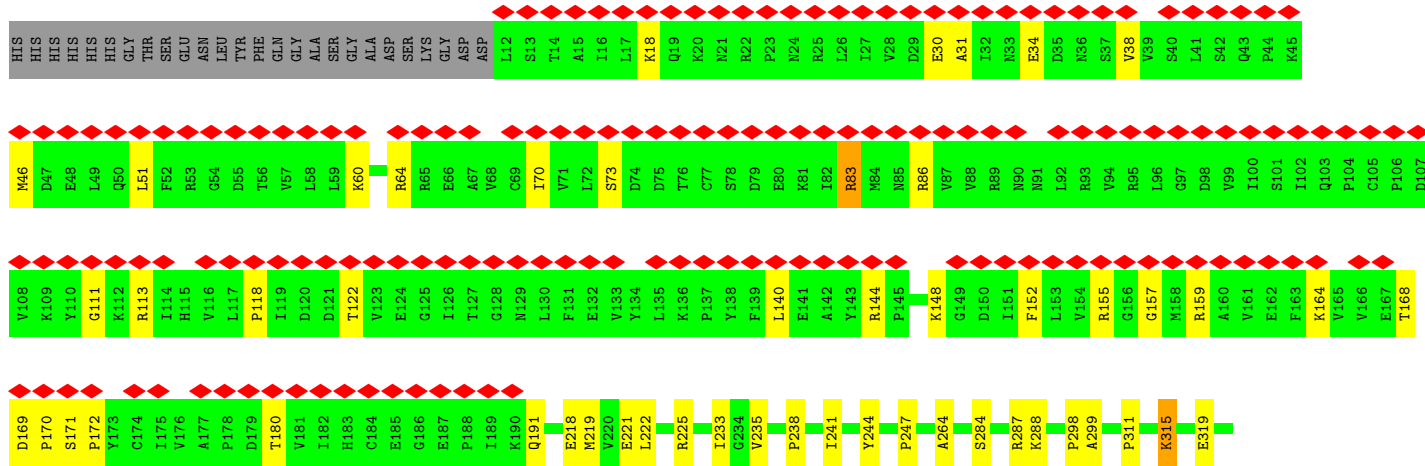 HIS HIS HIS HIS HIS HIS GLY THR SER GLU ASN LEU TYR PHE GLN GLY ALA SER GLY ALA ASP SER LYS GLY ASP ASP L12 S13 T14 A15 I16 L17 K18 Q19 K20 N21 R22 P23 N24 R25 L26 I27 V28 D29 E30 A31 I32 N33 E34 D35 N36 S37 V38 V39 S40 L41 S42 Q43 P44 K45
M46 D47 E48 L49 Q50 L51 F52 R53 G54 D55 T56 V57 L58 L59 K60 R64 R65 E66 A67 V68 C69 I70 V71 L72 S73 D74 D75 T76 C77 S78 D79 E80 K81 I82 R83 M84 N85 R86 V87 V88 R89 N90 N91 L92 R93 V94 R95 L96 G97 D98 V99 I100 S101 I102 Q103 P104 C105 P106 D107
V108 K109 Y110 G111 K112 R113 I114 H115 V116 L117 P118 I119 D120 D121 T122 V123 E124 G125 I126 T127 G128 N129 L130 F131 E132 V133 Y134 L135 K136 P137 Y138 F139 L140 E141 A142 Y143 R144 P145 K148 G149 D150 I151 F152 L153 V154 R155 G156 G157 M158 R159 A160 V161 E162 F163 K164 V165 V166 E167 T168
D169 P170 S171 P172 Y173 C174 I175 V176 A177 P178 D179 T180 V181 I182 H183 C184 E185 G186 E187 P188 I189 K190 Q191 E218 M219 V220 E221 L222 R225 I233 G234 V235 P238 I241 Y244 P247 A264 S284 R287 K288 P298 A299 P311 K315 E319